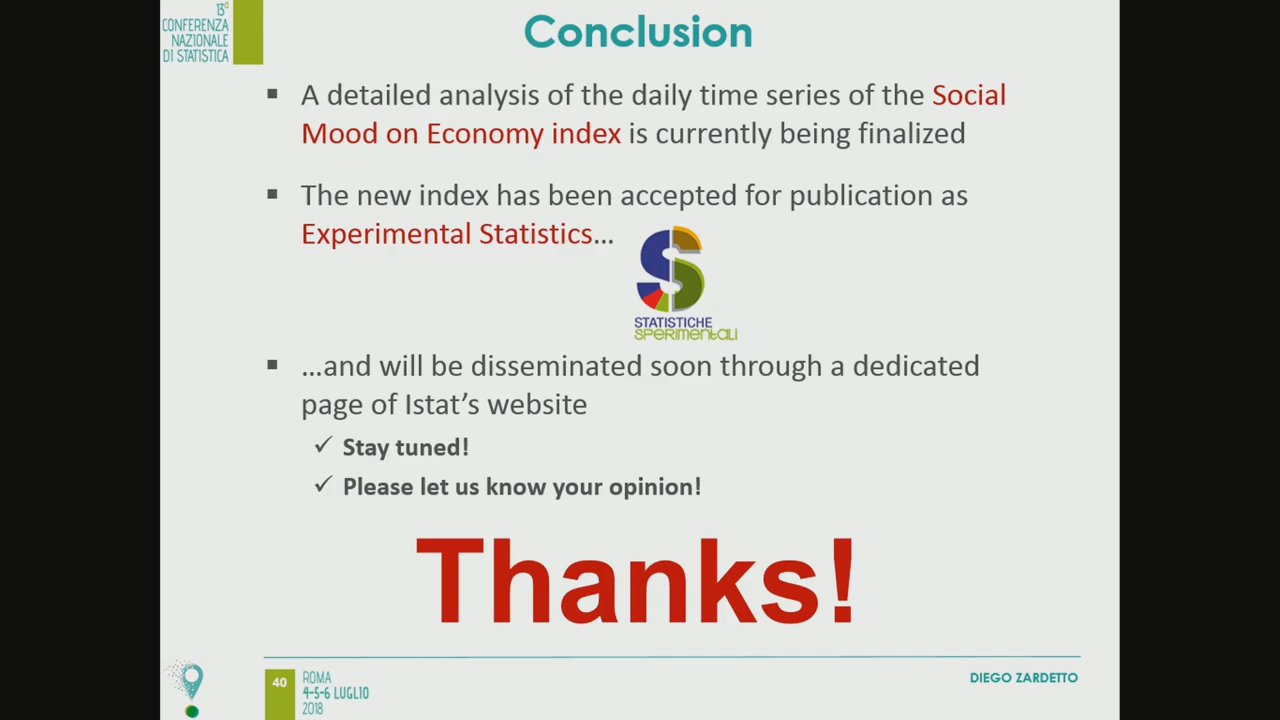 13°
CONFERENZA
NAZIONALE
DI STATISTICA
Conclusion
▪ A detailed analysis of the daily time series of the Social
Mood on Economy index is currently being finalized
▪ The new index has been accepted for publication as
Experimental Statistics…
STATISTICHE
SPERIMENTALI
▪ …and will be disseminated soon through a dedicated
page of Istat’s website
✓ Stay tuned!
✓ Please let us know your opinion!
Thanks!
40
ROMA
4-5-6 LUGLIO
2018
DIEGO ZARDETTO